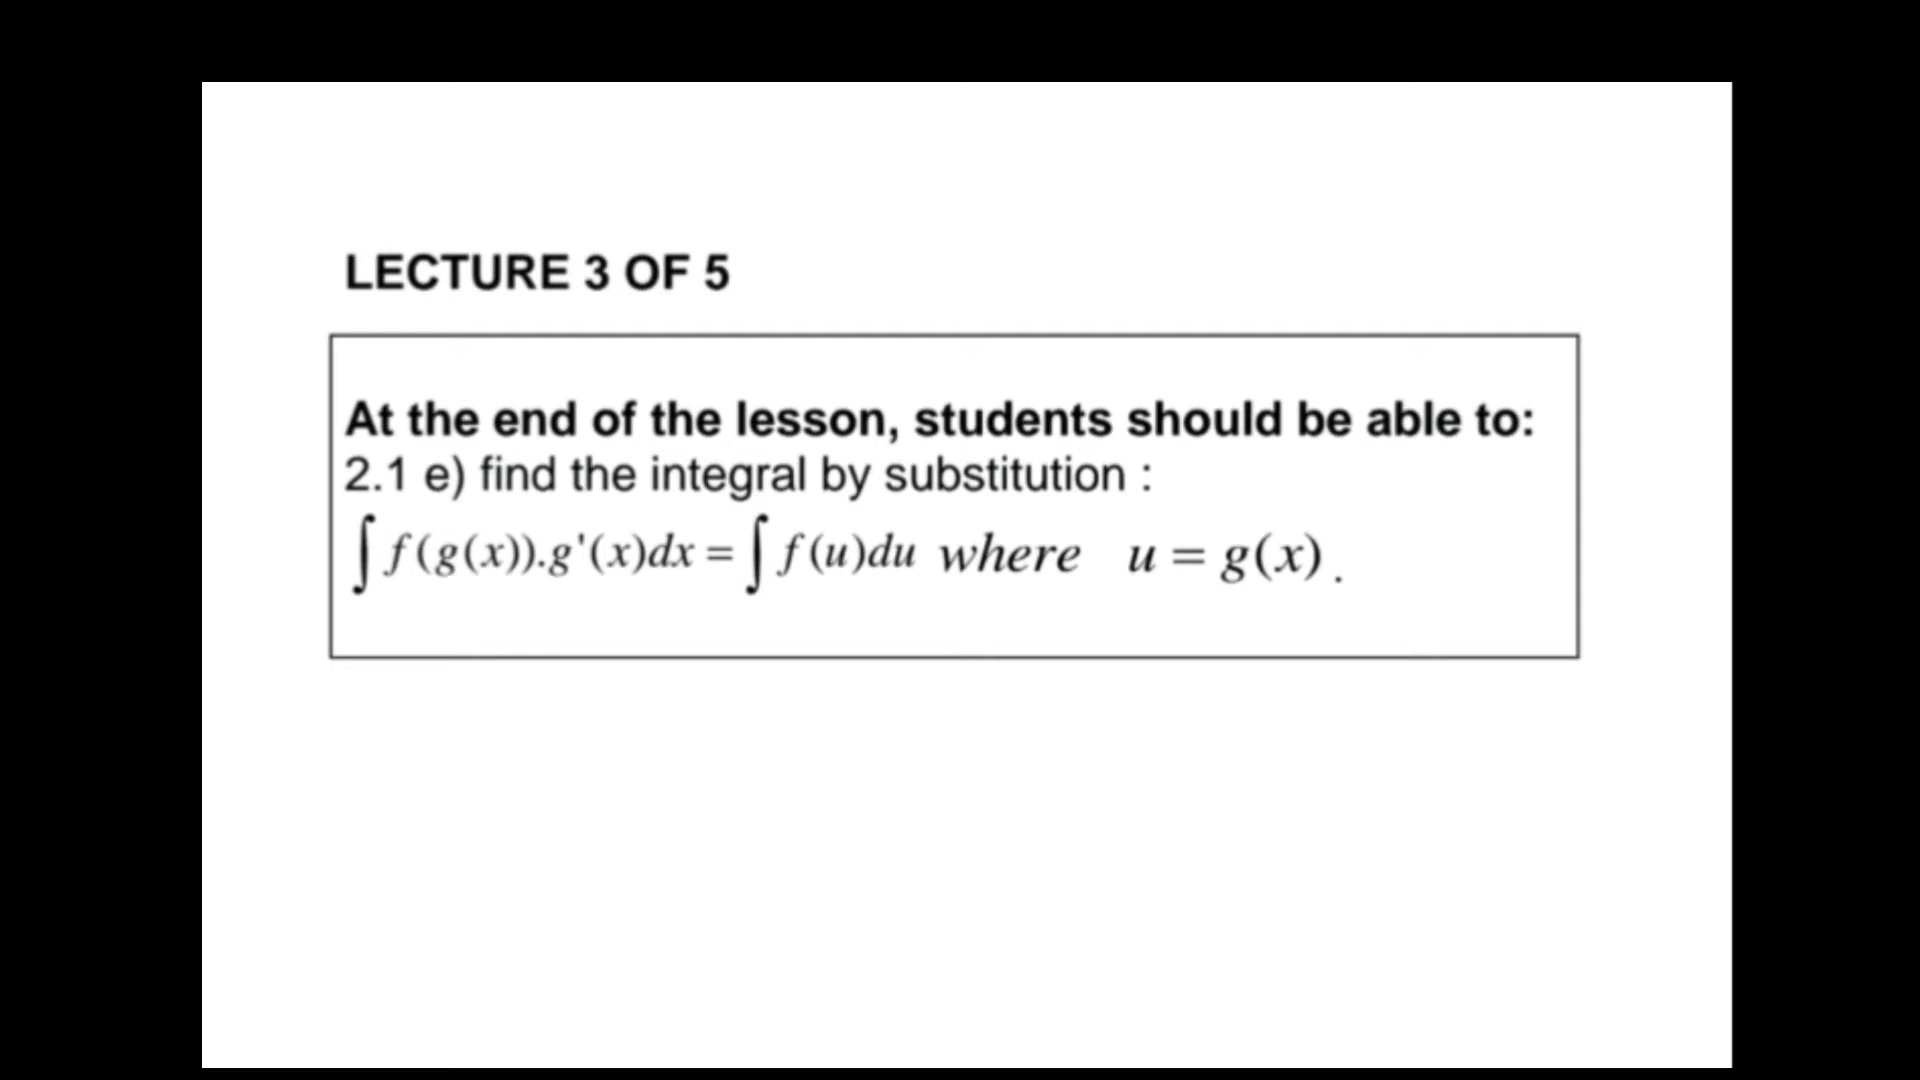 LECTURE 3 OF 5
At the end of the lesson, students should be able to:
2.1 e) find the integral by substitution :
∫ f(g(x)).g'(x)dx = ∫ f(u)du where u = g(x).